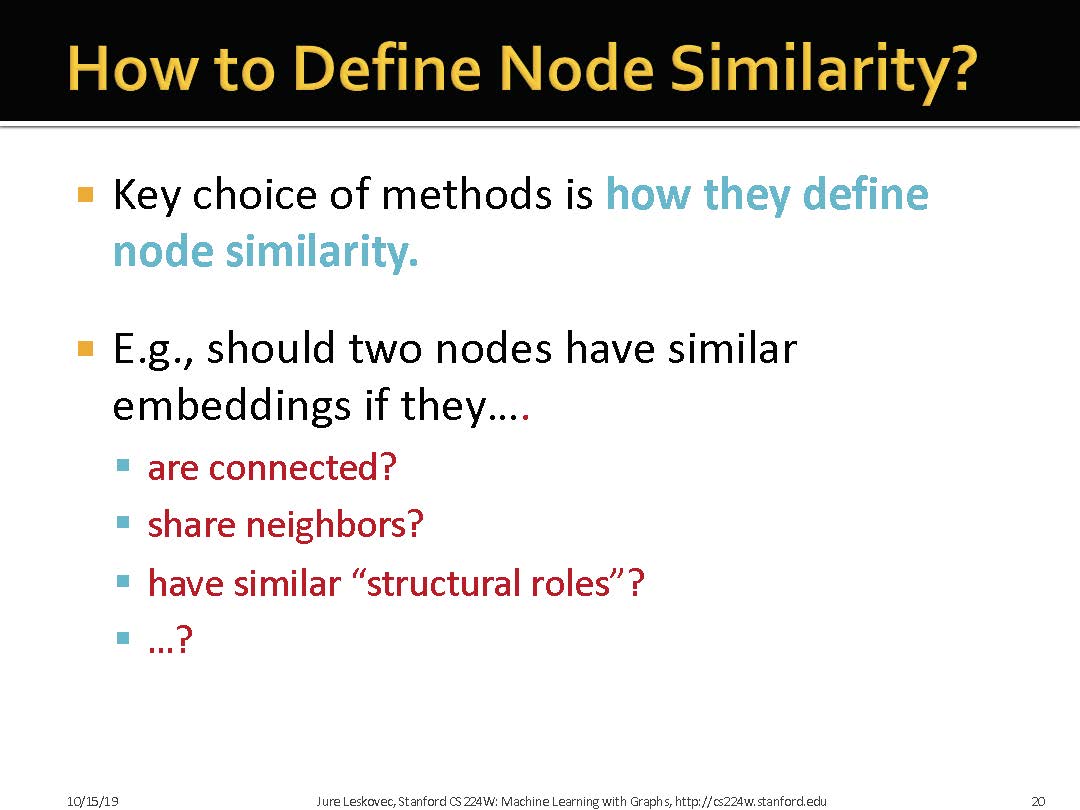 How to Define Node Similarity?
Key choice of methods is how they define
node similarity.
E.g., should two nodes have similar
embeddings if they….
are connected?
share neighbors?
have similar “structural roles”?
…?
10/15/19
Jure Leskovec, Stanford CS224W: Machine Learning with Graphs, http://cs224w.stanford.edu
20